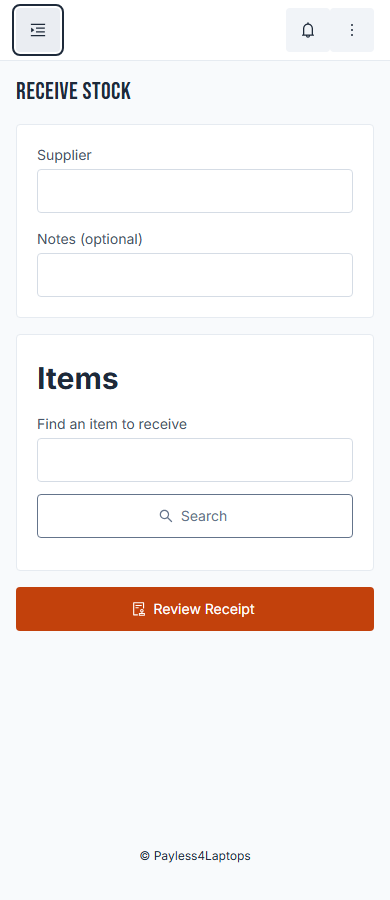 RECEIVE STOCK
Supplier
Notes (optional)
Items
Find an item to receive
Search
Review Receipt
© Payless4Laptops